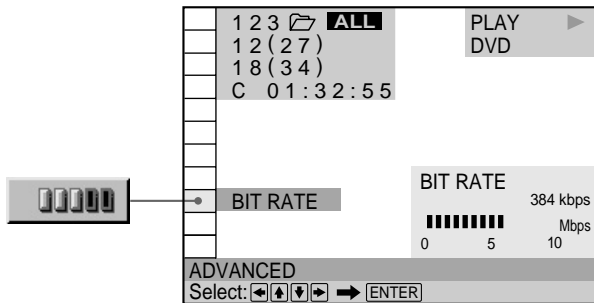 123 ALL
12(27)
18(34)
C 01:32:55
PLAY
DVD
BIT RATE
BIT RATE
384 kbps
Mbps
0 5 10
ADVANCED
Select: ENTER